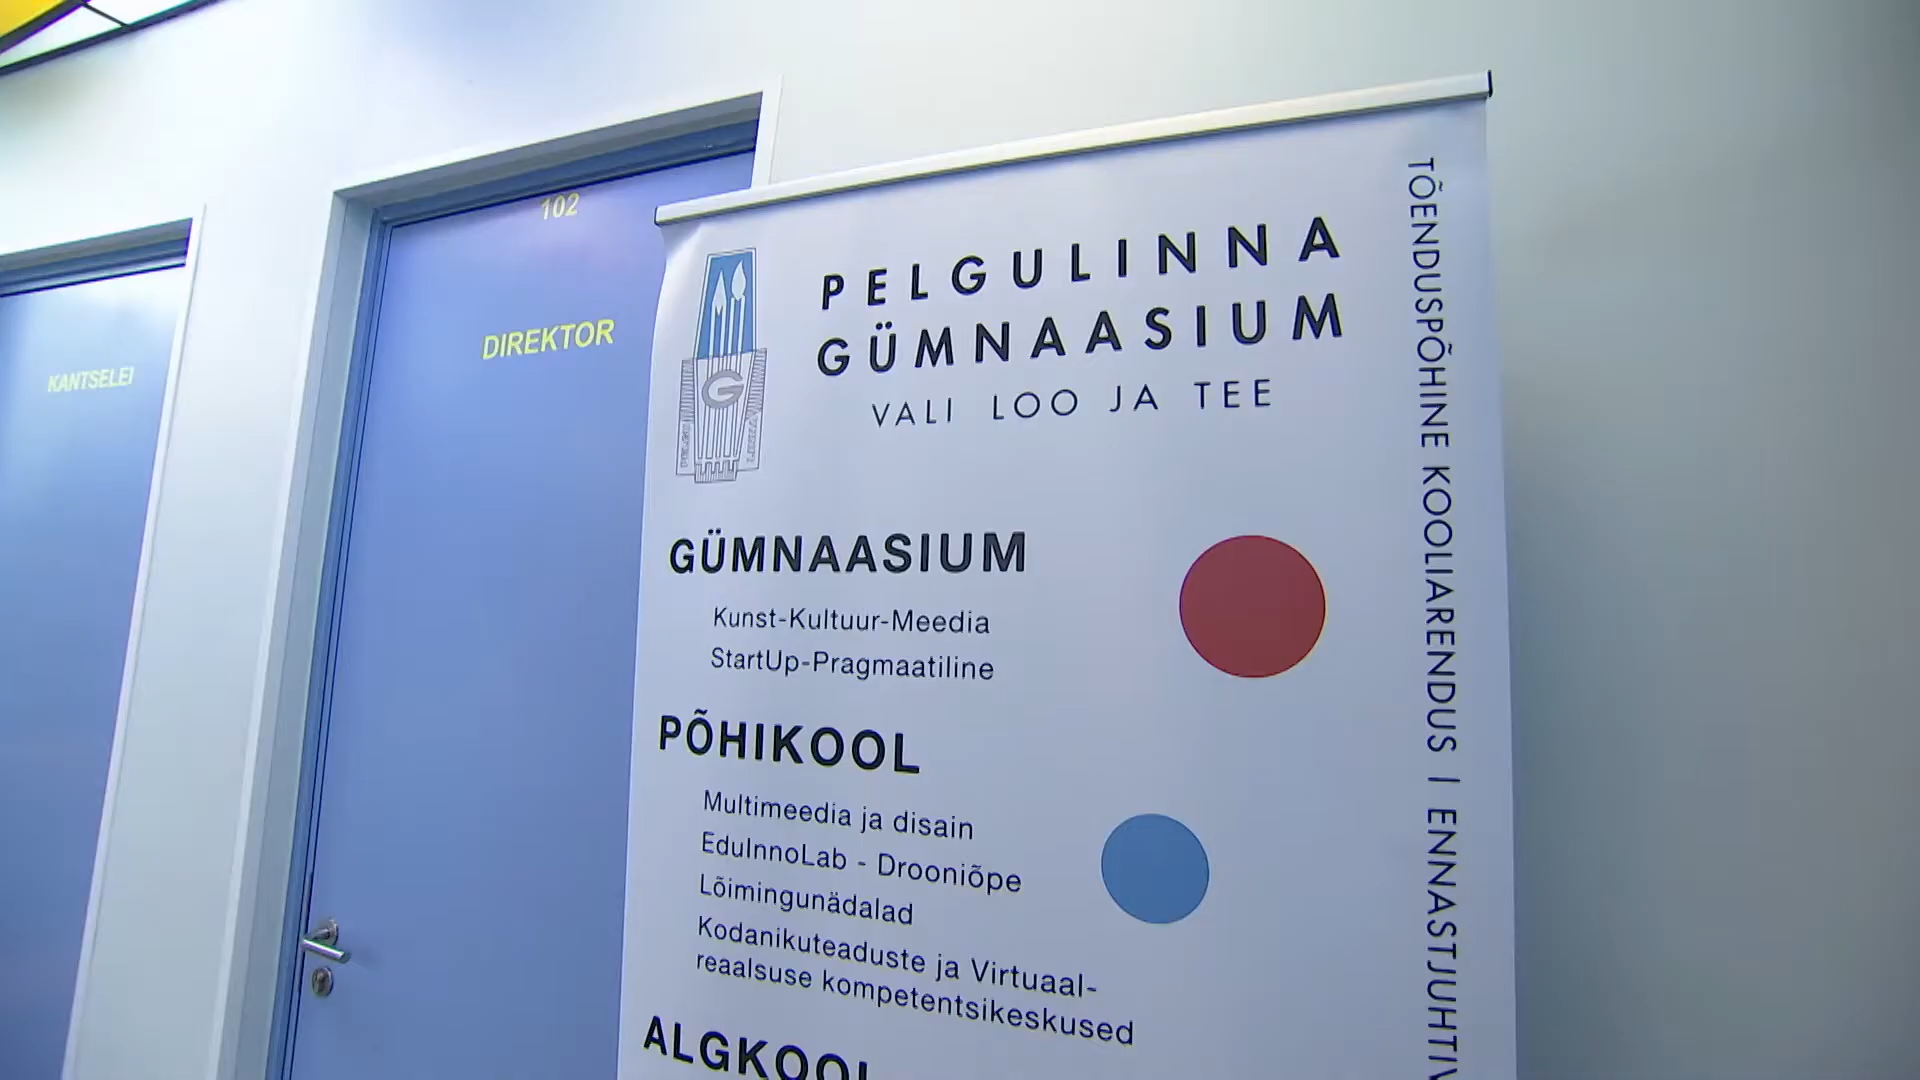 KANTSELEI
102
DIREKTOR
PELGULINNA
GÜMNAASIUM
VALI LOO JA TEE
G
GÜMNAASIUM
Kunst-Kultuur-Meedia
StartUp-Pragmaatiline
PÕHIKOOL
Multimeedia ja disain
EduInnoLab - Drooniõpe
Lõimingunädalad
Kodanikuteaduste ja Virtuaal-
reaalsuse kompetentsikeskused
ALGKOOL
TÕENDUSPÕHINE KOOLIARENDUS I ENNASTJUHTIV